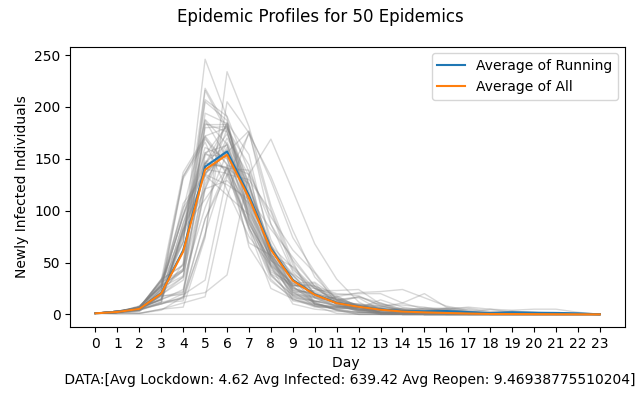 Epidemic Profiles for 50 Epidemics
250
200
150
100
50
0
Newly Infected Individuals
Average of Running
Average of All
0 1 2 3 4 5 6 7 8 9 10 11 12 13 14 15 16 17 18 19 20 21 22 23
Day
DATA:[Avg Lockdown: 4.62 Avg Infected: 639.42 Avg Reopen: 9.46938775510204]